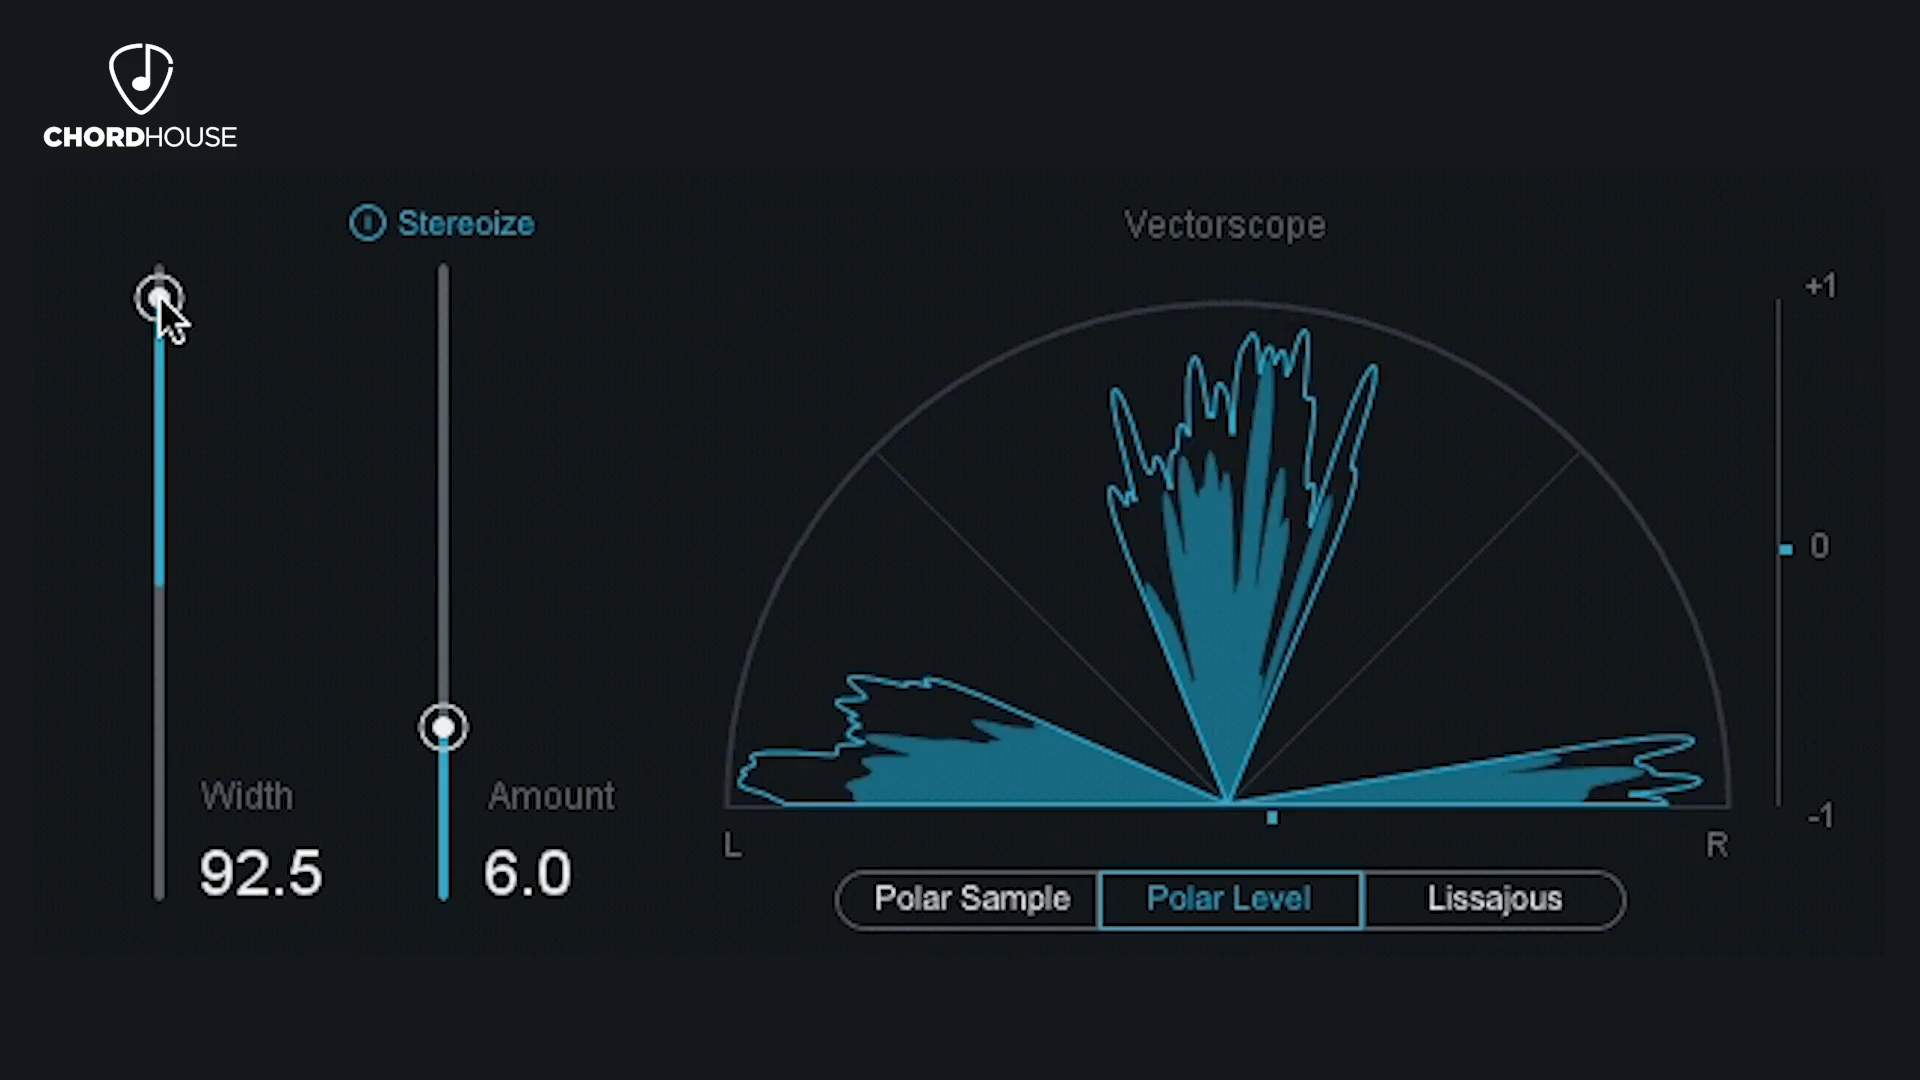 CHORDHOUSE
Stereoize
Vectorscope
+1
0
-1
Width
92.5
Amount
6.0
L
R
Polar Sample
Polar Level
Lissajous